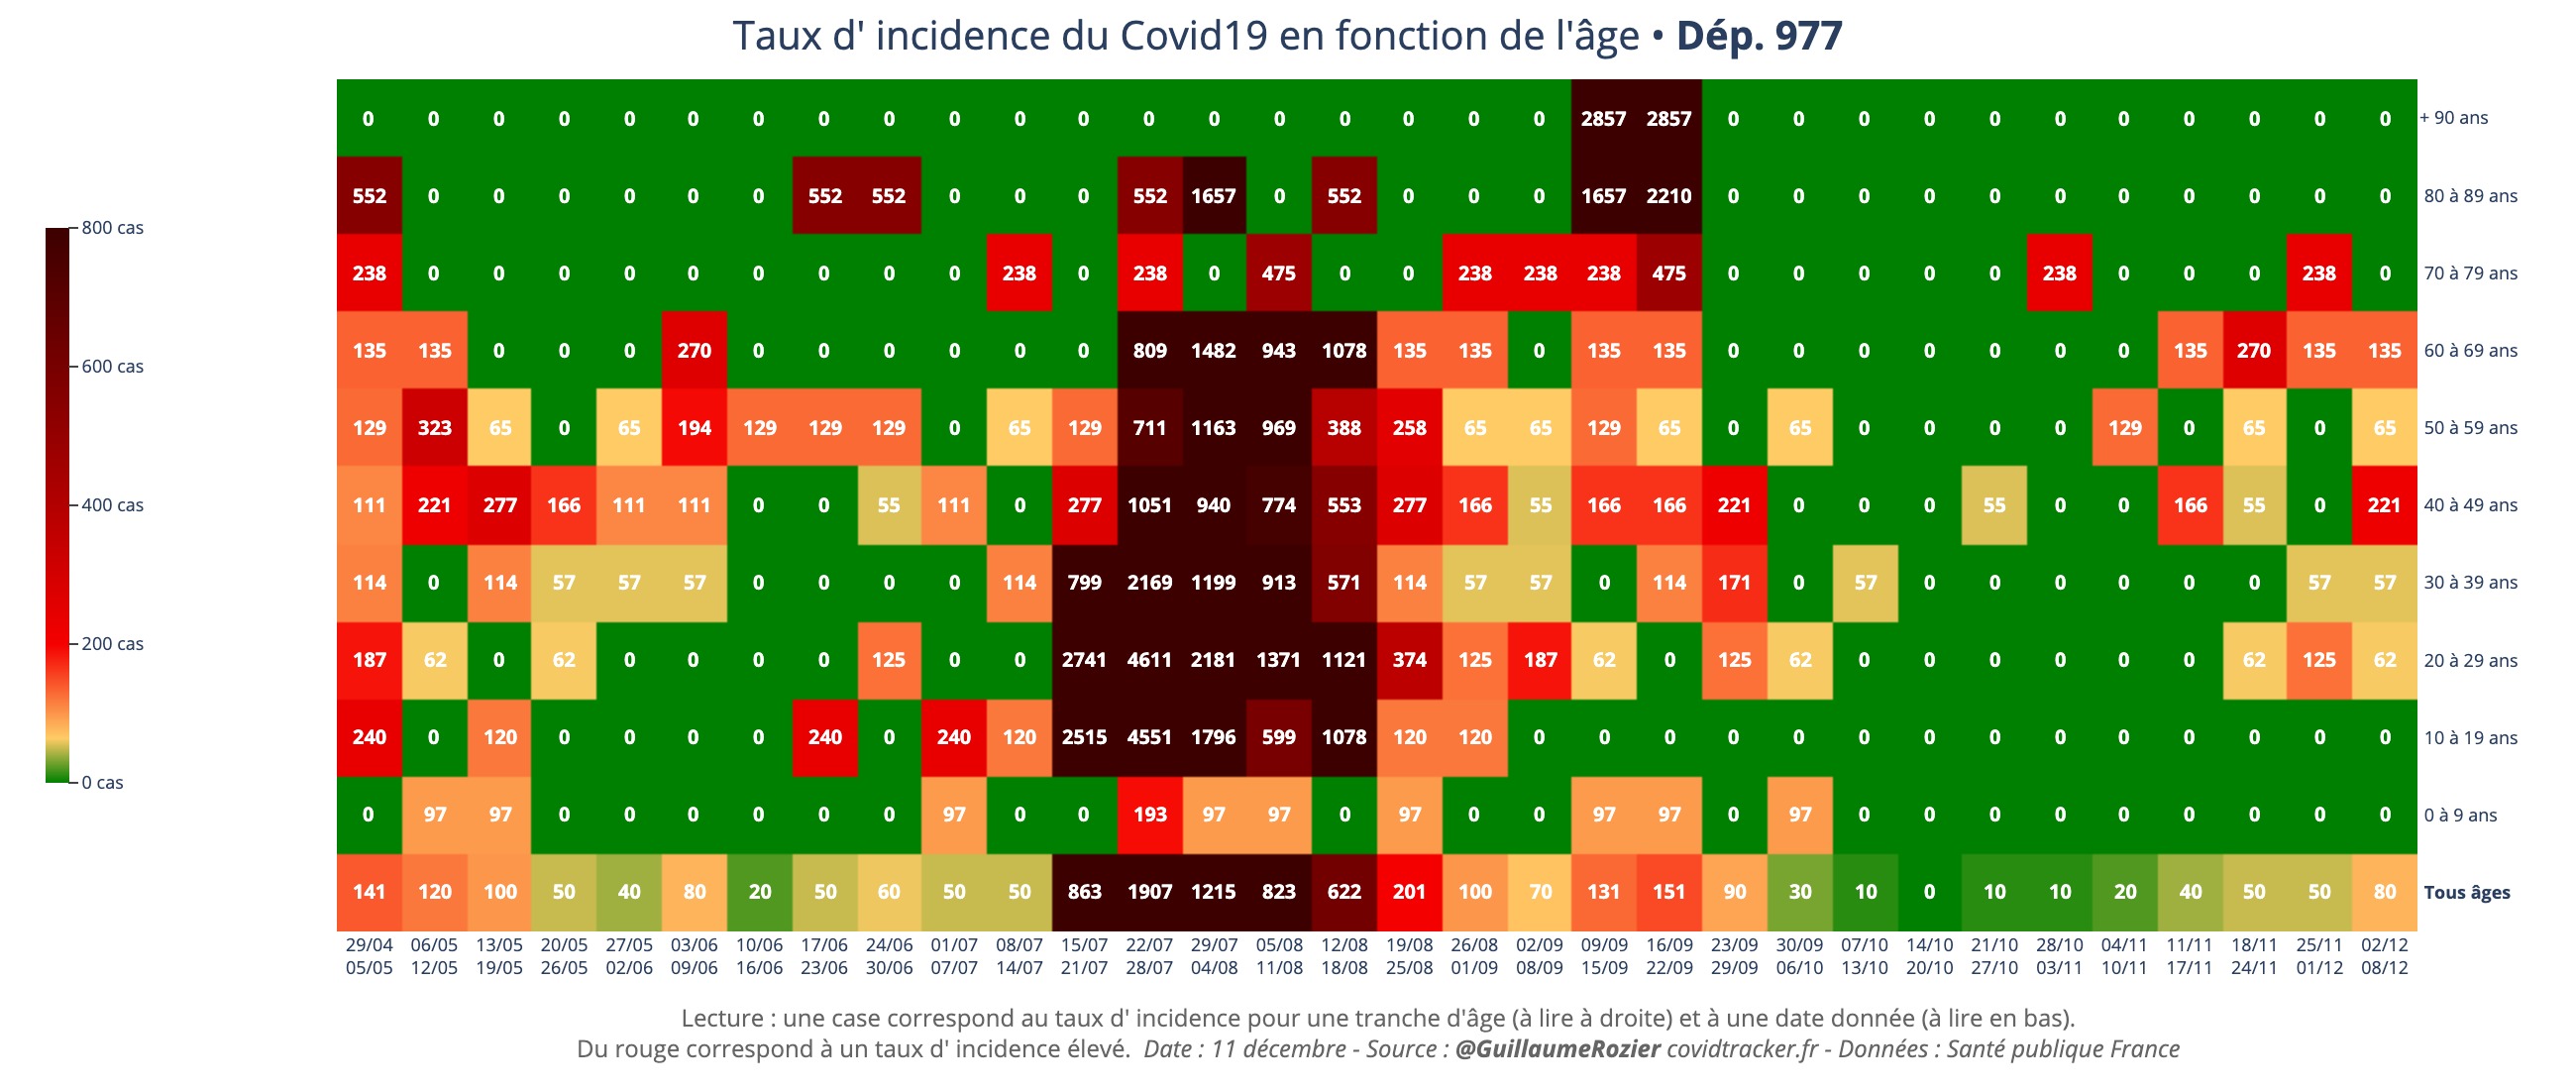 Taux d' incidence du Covid19 en fonction de l'âge • Dép. 977
0 0 0 0 0 0 0 0 0 0 0 0 0 0 0 0 0 0 0 2857 2857 0 0 0 0 0 0 0 0 0 0 0 + 90 ans
552 0 0 0 0 0 0 552 552 0 0 0 552 1657 0 552 0 0 0 1657 2210 0 0 0 0 0 0 0 0 0 0 0 80 à 89 ans
800 cas
238 0 0 0 0 0 0 0 0 0 238 0 238 0 475 0 0 238 238 238 475 0 0 0 0 0 238 0 0 0 238 0 70 à 79 ans
135 135 0 0 0 270 0 0 0 0 0 0 809 1482 943 1078 135 135 0 135 135 0 0 0 0 0 0 0 135 270 135 135 60 à 69 ans
600 cas
129 323 65 0 65 194 129 129 129 0 65 129 711 1163 969 388 258 65 65 129 65 0 65 0 0 0 0 129 0 65 0 65 50 à 59 ans
400 cas
111 221 277 166 111 111 0 0 55 111 0 277 1051 940 774 553 277 166 55 166 166 221 0 0 0 55 0 0 166 55 0 221 40 à 49 ans
114 0 114 57 57 57 0 0 0 0 114 799 2169 1199 913 571 114 57 57 0 114 171 0 57 0 0 0 0 0 0 57 57 30 à 39 ans
200 cas
187 62 0 62 0 0 0 0 125 0 0 2741 4611 2181 1371 1121 374 125 187 62 0 125 62 0 0 0 0 0 0 62 125 62 20 à 29 ans
240 0 120 0 0 0 0 240 0 240 120 2515 4551 1796 599 1078 120 120 0 0 0 0 0 0 0 0 0 0 0 0 0 0 10 à 19 ans
0 cas
0 97 97 0 0 0 0 0 0 97 0 0 193 97 97 0 97 0 0 97 97 0 97 0 0 0 0 0 0 0 0 0 0 à 9 ans
141 120 100 50 40 80 20 50 60 50 50 863 1907 1215 823 622 201 100 70 131 151 90 30 10 0 10 10 20 40 50 50 80 Tous âges
29/04 06/05 13/05 20/05 27/05 03/06 10/06 17/06 24/06 01/07 08/07 15/07 22/07 29/07 05/08 12/08 19/08 26/08 02/09 09/09 16/09 23/09 30/09 07/10 14/10 21/10 28/10 04/11 11/11 18/11 25/11 02/12
05/05 12/05 19/05 26/05 02/06 09/06 16/06 23/06 30/06 07/07 14/07 21/07 28/07 04/08 11/08 18/08 25/08 01/09 08/09 15/09 22/09 29/09 06/10 13/10 20/10 27/10 03/11 10/11 17/11 24/11 01/12 08/12
Lecture : une case correspond au taux d' incidence pour une tranche d'âge (à lire à droite) et à une date donnée (à lire en bas).
Du rouge correspond à un taux d' incidence élevé. Date : 11 décembre - Source : @GuillaumeRozier covidtracker.fr - Données : Santé publique France